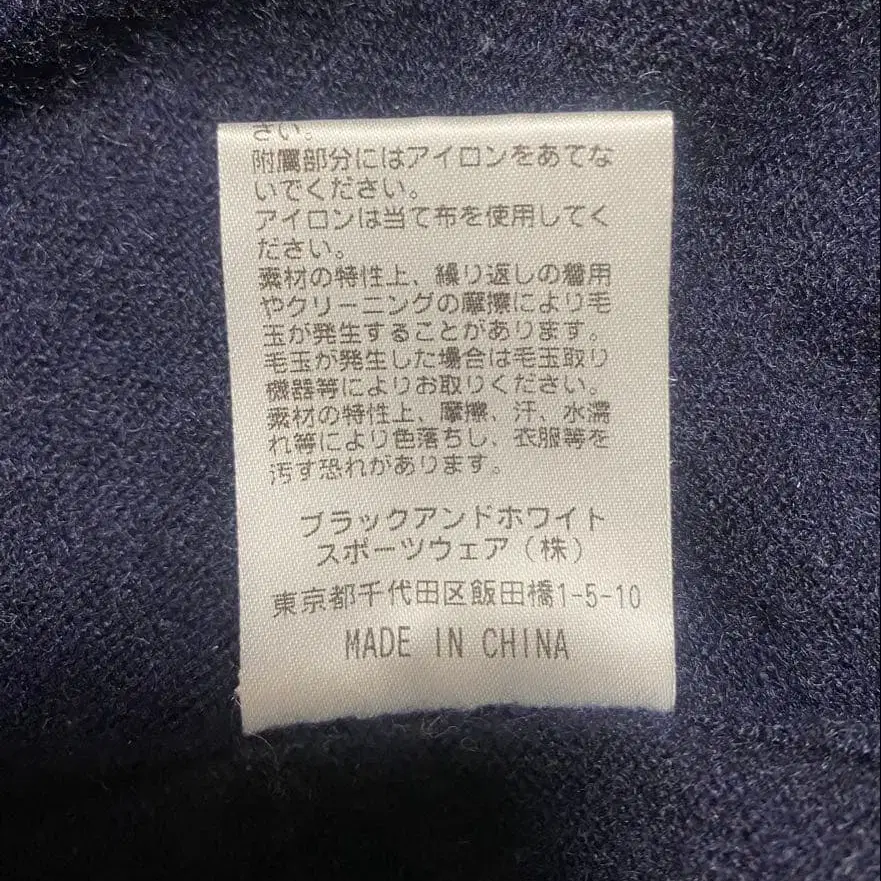 さい。
附属部分にはアイロンをあてな
いでください。
アイロンは当て布を使用してく
ださい。
素材の特性上、繰り返しの着用
やクリーニングの摩擦により毛
玉が発生することがあります。
毛玉が発生した場合は毛玉取り
機器等によりお取りください。
素材の特性上、摩擦、汗、水濡
れ等により色落ちし、衣服等を
汚す恐れがあります。
ブラックアンドホワイト
スポーツウェア(株)
東京都千代田区飯田橋1-5-10
MADE IN CHINA